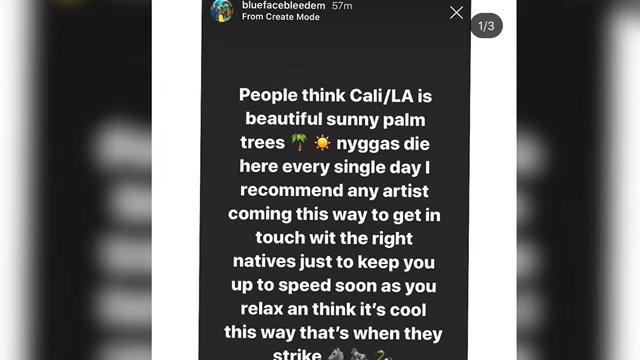 bluefacebleedem 57m
From Create Mode
1/3
People think Cali/LA is
beautiful sunny palm
trees 🌴 ☀️ nyggas die
here every single day I
recommend any artist
coming this way to get in
touch wit the right
natives just to keep you
up to speed soon as you
relax an think it's cool
this way that's when they
strike